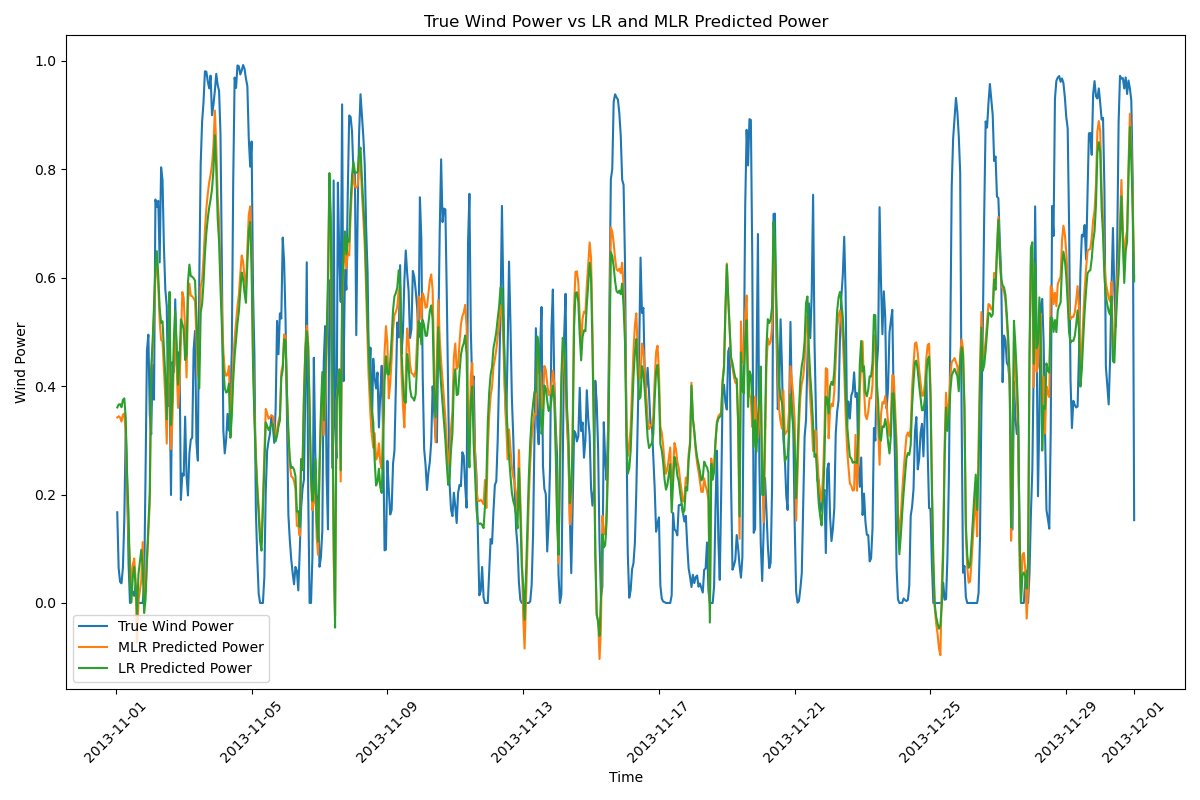 True Wind Power vs LR and MLR Predicted Power
1.0
0.8
0.6
0.4
0.2
0.0
Wind Power
True Wind Power
MLR Predicted Power
LR Predicted Power
2013-11-01
2013-11-05
2013-11-09
2013-11-13
2013-11-17
2013-11-21
2013-11-25
2013-11-29
2013-12-01
Time